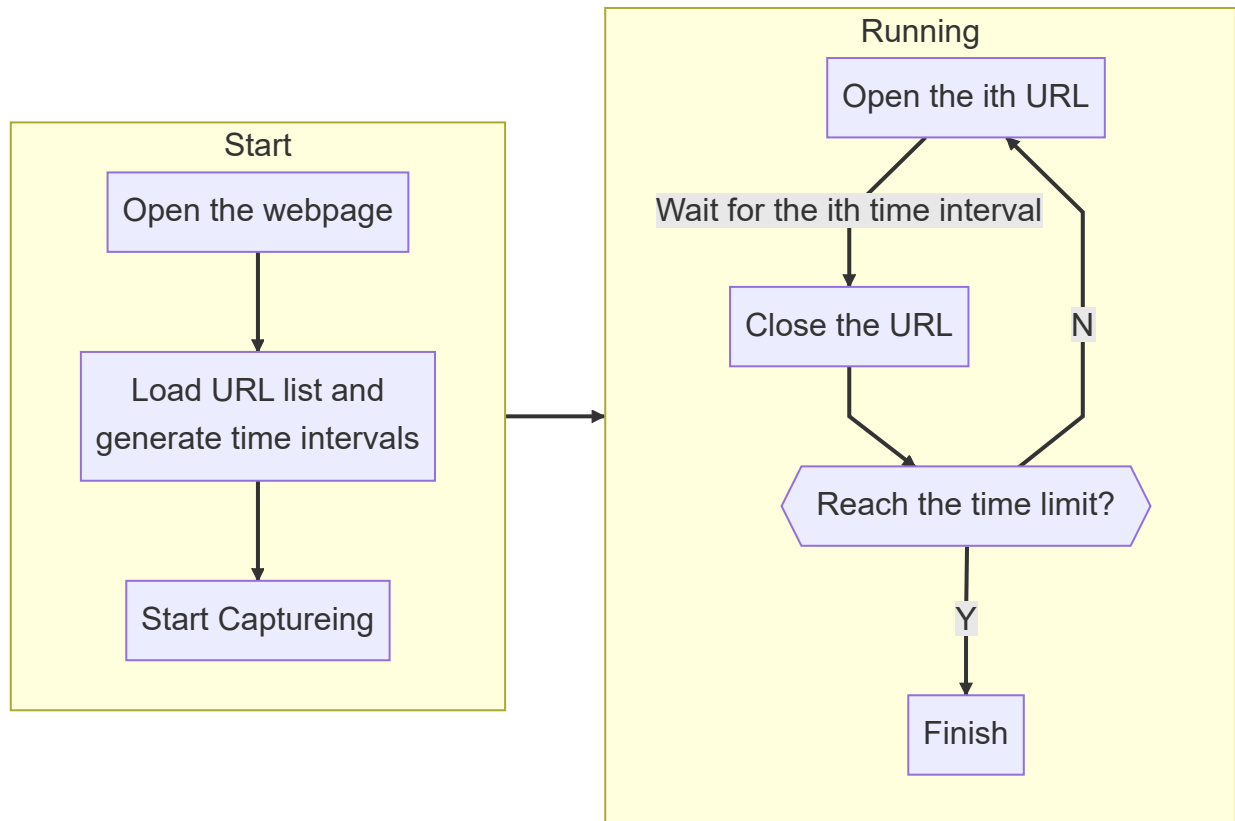 Start
Open the webpage
Load URL list and
generate time intervals
Start Captureing
Running
Open the ith URL
Wait for the ith time interval
Close the URL
N
Reach the time limit?
Y
Finish